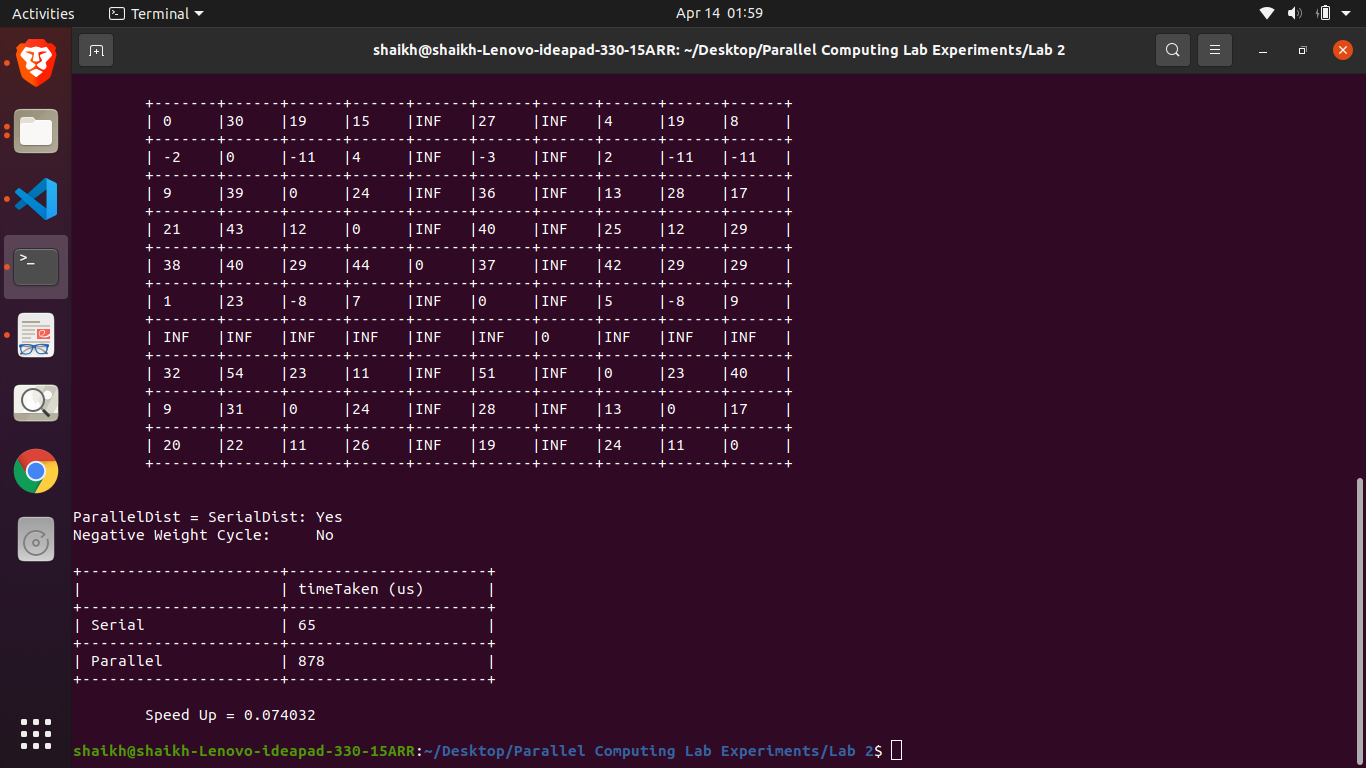 Activities Terminal Apr 14 01:59
shaikh@shaikh-Lenovo-ideapad-330-15ARR: ~/Desktop/Parallel Computing Lab Experiments/Lab 2
+-------+------+------+------+------+------+------+------+------+------+
| 0 |30 |19 |15 |INF |27 |INF |4 |19 |8 |
+-------+------+------+------+------+------+------+------+------+------+
| -2 |0 |-11 |4 |INF |-3 |INF |2 |-11 |-11 |
+-------+------+------+------+------+------+------+------+------+------+
| 9 |39 |0 |24 |INF |36 |INF |13 |28 |17 |
+-------+------+------+------+------+------+------+------+------+------+
| 21 |43 |12 |0 |INF |40 |INF |25 |12 |29 |
+-------+------+------+------+------+------+------+------+------+------+
| 38 |40 |29 |44 |0 |37 |INF |42 |29 |29 |
+-------+------+------+------+------+------+------+------+------+------+
| 1 |23 |-8 |7 |INF |0 |INF |5 |-8 |9 |
+-------+------+------+------+------+------+------+------+------+------+
| INF |INF |INF |INF |INF |INF |0 |INF |INF |INF |
+-------+------+------+------+------+------+------+------+------+------+
| 32 |54 |23 |11 |INF |51 |INF |0 |23 |40 |
+-------+------+------+------+------+------+------+------+------+------+
| 9 |31 |0 |24 |INF |28 |INF |13 |0 |17 |
+-------+------+------+------+------+------+------+------+------+------+
| 20 |22 |11 |26 |INF |19 |INF |24 |11 |0 |
+-------+------+------+------+------+------+------+------+------+------+
ParallelDist = SerialDist: Yes
Negative Weight Cycle: No
+----------------------+----------------------+
| | timeTaken (us) |
+----------------------+----------------------+
| Serial | 65 |
+----------------------+----------------------+
| Parallel | 878 |
+----------------------+----------------------+
Speed Up = 0.074032
shaikh@shaikh-Lenovo-ideapad-330-15ARR:~/Desktop/Parallel Computing Lab Experiments/Lab 2$